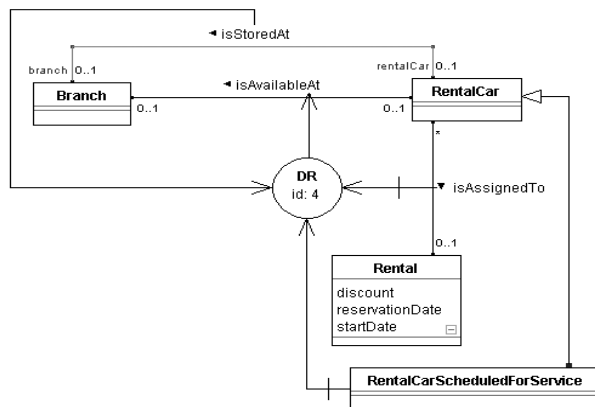 ◄ isStoredAt
branch 0..1
rentalCar 0..1
Branch
◄ isAvailableAt
RentalCar
0..1
0..1
*
DR
id: 4
▼ isAssignedTo
0..1
Rental
discount
reservationDate
startDate
RentalCarScheduledForService